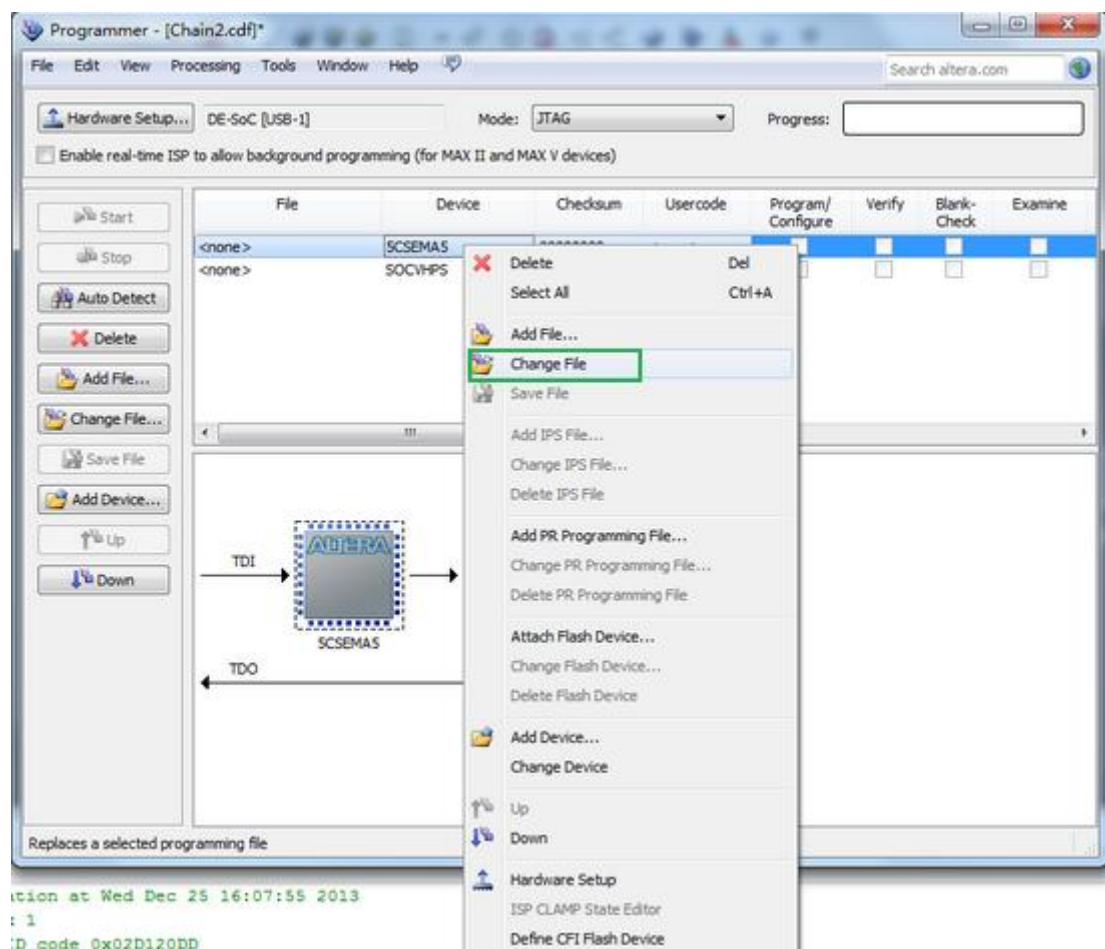 Programmer - [Chain2.cdf]*
File Edit View Processing Tools Window Help
Search altera.com
Hardware Setup... DE-SoC [USB-1] Mode: JTAG Progress:
Enable real-time ISP to allow background programming (for MAX II and MAX V devices)
File Device Checksum Usercode Program/ Configure Verify Blank- Check Examine
Start
Stop
Auto Detect
Delete
Add File...
Change File...
Save File
Add Device...
Up
Down
<none> 5CSEMA5 00000000
<none> SOCVHPS
Delete Del
Select All Ctrl+A
Add File...
Change File
Save File
Add IPS File...
Change IPS File...
Delete IPS File
Add PR Programming File...
Change PR Programming File...
Delete PR Programming File
Attach Flash Device...
Change Flash Device...
Delete Flash Device
Add Device...
Change Device
Up
Down
Hardware Setup
ISP CLAMP State Editor
Define CFI Flash Device
TDI
ALTERA
5CSEMA5
TDO
Replaces a selected programming file
tion at Wed Dec 25 16:07:55 2013
: 1
D code 0x02D120DD